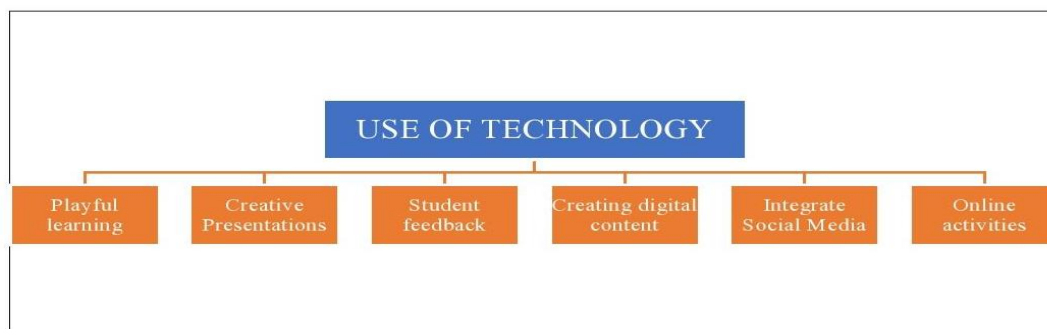 USE OF TECHNOLOGY
Playful
learning
Creative
Presentations
Student
feedback
Creating digital
content
Integrate
Social Media
Online
activities